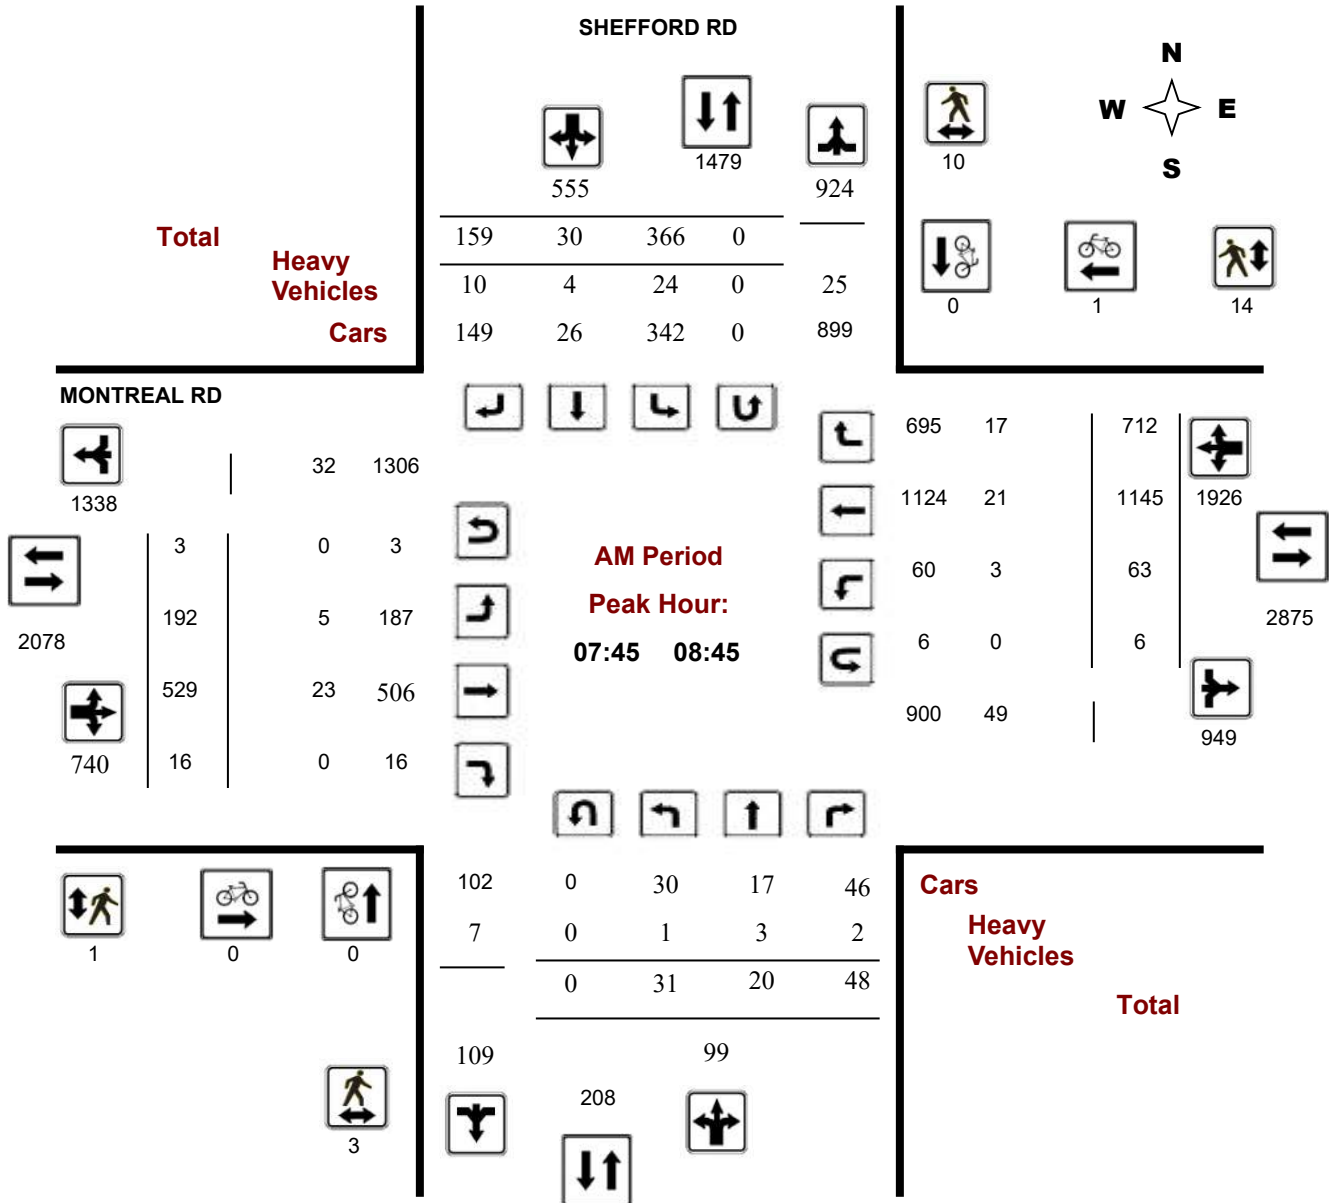 SHEFFORD RD
N
W E
S
1479
10
555 924
Total
159 30 366 0
Heavy
Vehicles
10 4 24 0 25
0 1 14
Cars
149 26 342 0 899
MONTREAL RD
695 17 712
32 1306
1338
1124 21 1145 1926
3 0 3
AM Period
60 3 63
192 5 187
Peak Hour:
2875
2078
07:45 08:45
6 0 6
529 23 506
900 49
949
740 16 0 16
102 0 30 17 46
Cars
7 0 1 3 2
Heavy
Vehicles
1 0 0
0 31 20 48
Total
109 99
208
3